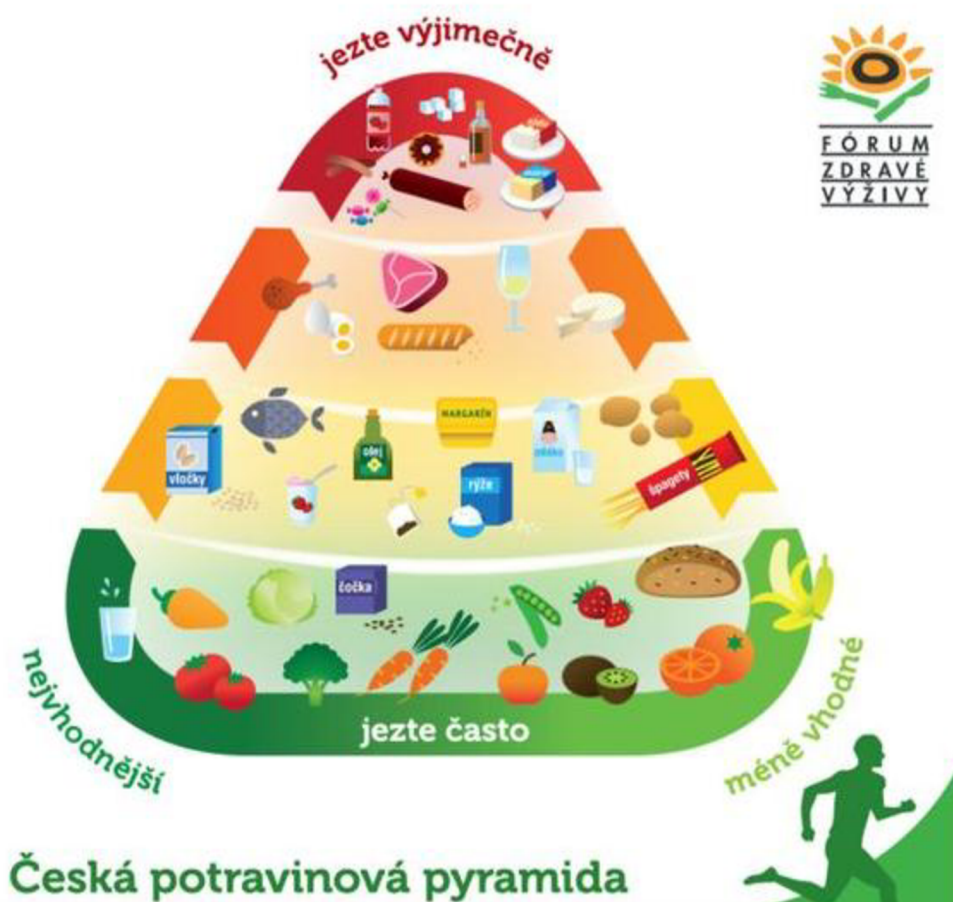 jezte výjimečně
FÓRUM
ZDRAVÉ
VÝŽIVY
MARGARÍN
olej
mléko
vločky
rýže
špagety
čočka
nejvhodnější
jezte často
méně vhodné
Česká potravinová pyramida